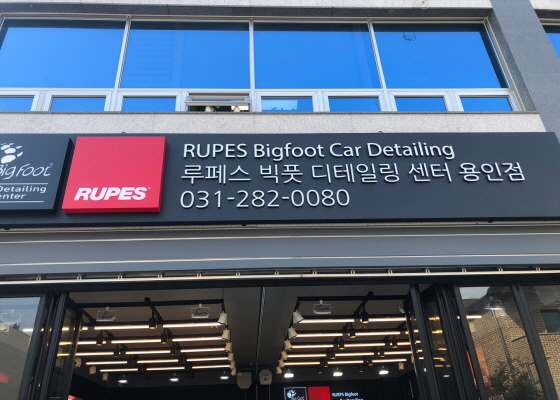 Bigfoot
Detailing
Center
RUPES
RUPES Bigfoot Car Detailing
루페스 빅풋 디테일링 센터 용인점
031-282-0080
RUPES Bigfoot